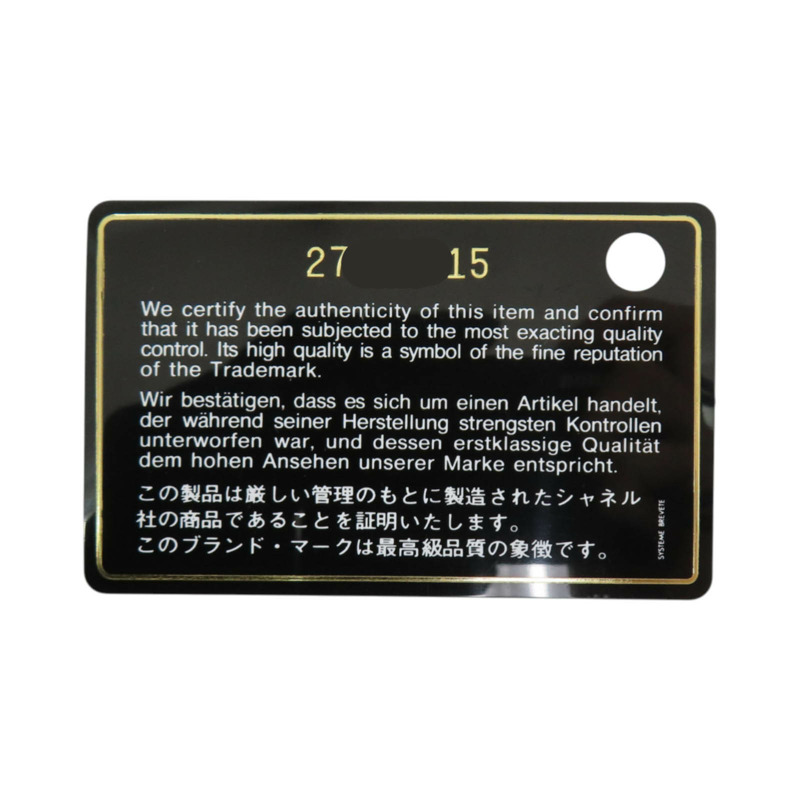 27 15
We certify the authenticity of this item and confirm
that it has been subjected to the most exacting quality
control. Its high quality is a symbol of the fine reputation
of the Trademark.
Wir bestätigen, dass es sich um einen Artikel handelt,
der während seiner Herstellung strengsten Kontrollen
unterworfen war, und dessen erstklassige Qualität
dem hohen Ansehen unserer Marke entspricht.
この製品は厳しい管理のもとに製造されたシャネル
社の商品であることを証明いたします。
このブランド・マークは最高級品質の象徴です。
SYSTEME BREVETE